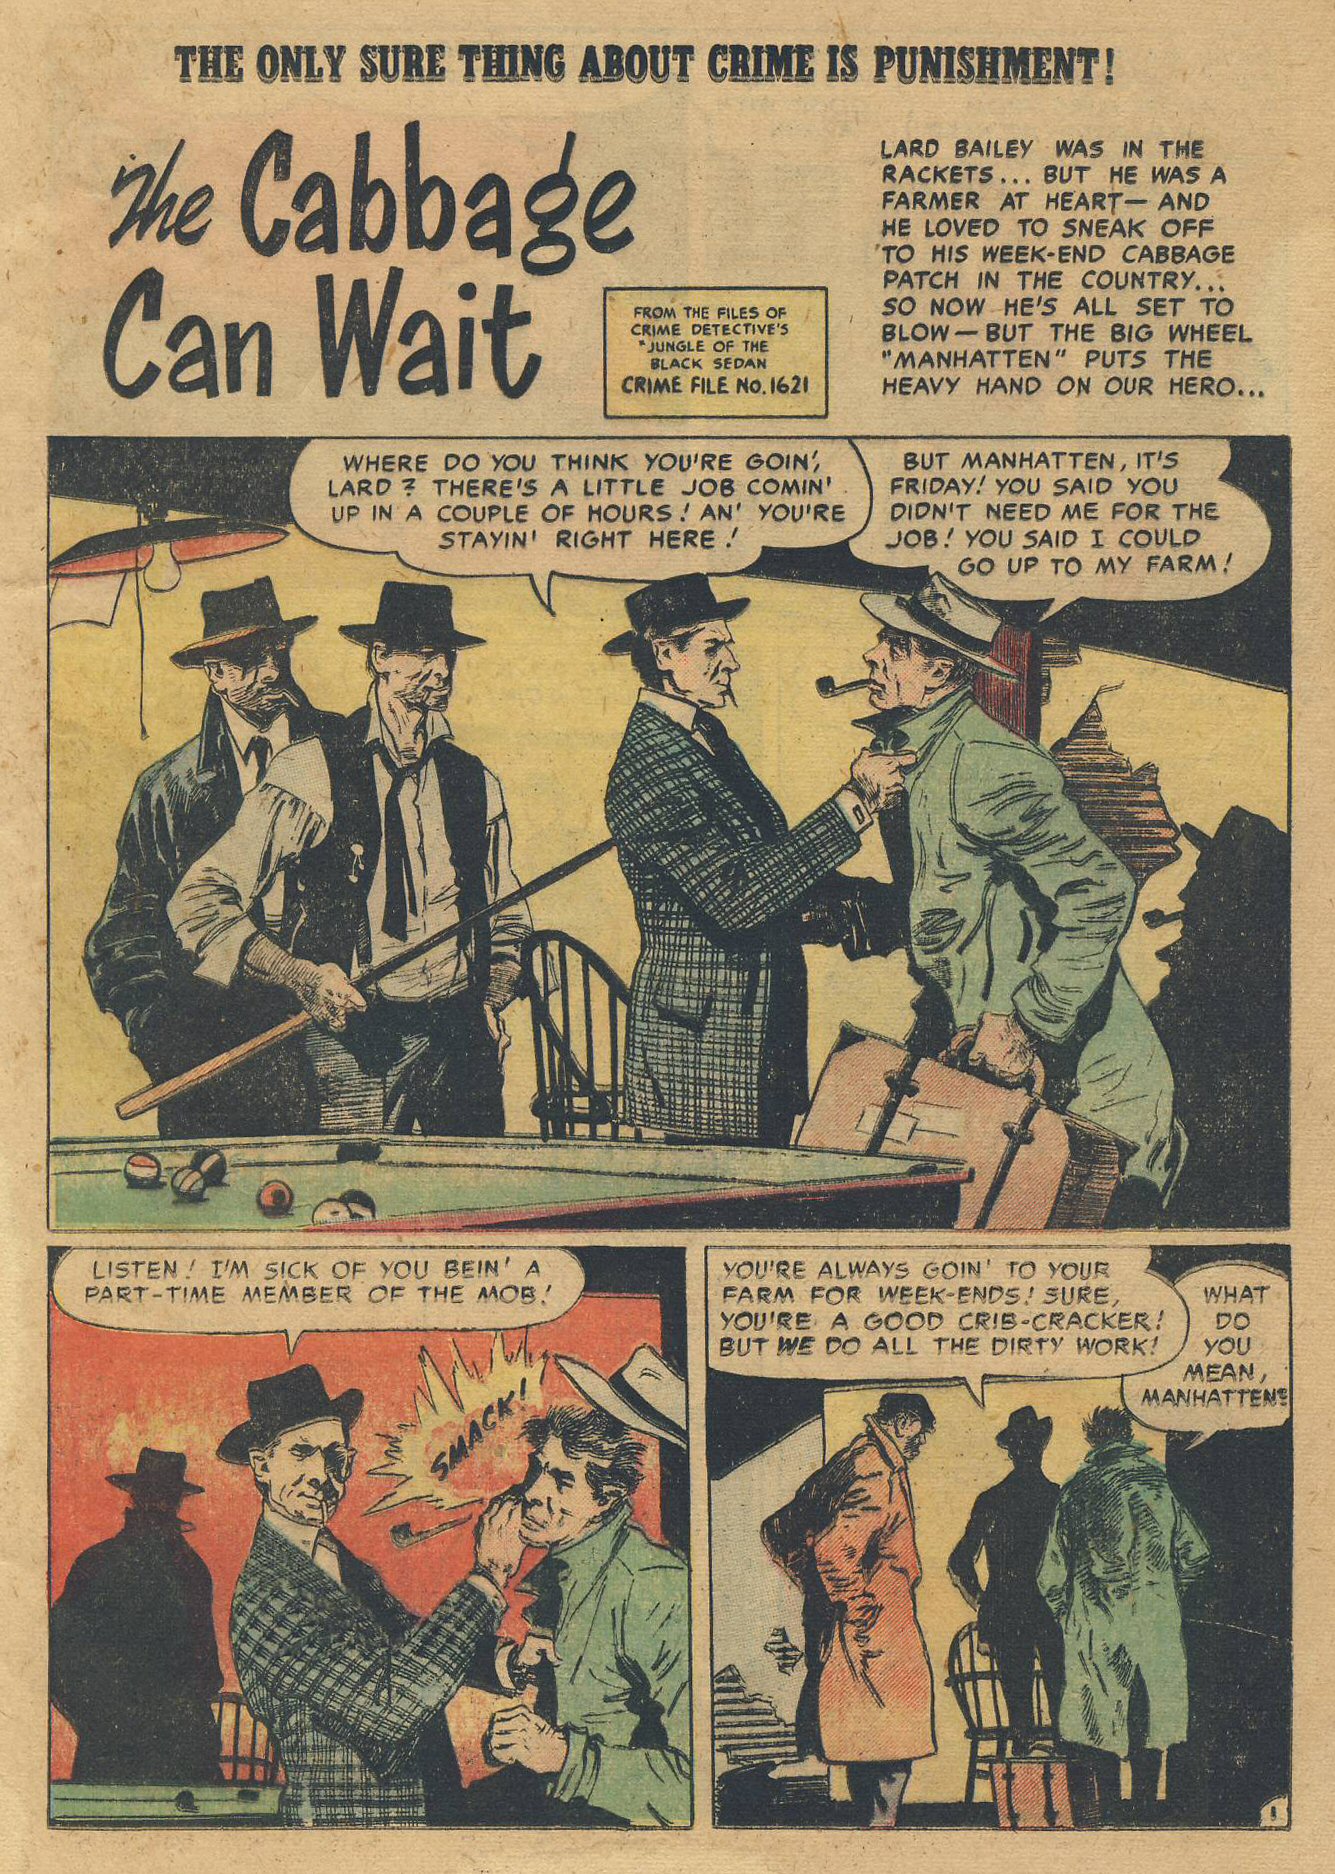 THE ONLY SURE THING ABOUT CRIME IS PUNISHMENT!
The Cabbage
Can Wait
FROM THE FILES OF
CRIME DETECTIVE'S
"JUNGLE OF THE
BLACK SEDAN
CRIME FILE NO. 1621
LARD BAILEY WAS IN THE
RACKETS... BUT HE WAS A
FARMER AT HEART— AND
HE LOVED TO SNEAK OFF
TO HIS WEEK-END CABBAGE
PATCH IN THE COUNTRY...
SO NOW HE'S ALL SET TO
BLOW— BUT THE BIG WHEEL
"MANHATTEN" PUTS THE
HEAVY HAND ON OUR HERO...
WHERE DO YOU THINK YOU'RE GOIN',
LARD? THERE'S A LITTLE JOB COMIN'
UP IN A COUPLE OF HOURS! AN' YOU'RE
STAYIN' RIGHT HERE!
BUT MANHATTEN, IT'S
FRIDAY! YOU SAID YOU
DIDN'T NEED ME FOR THE
JOB! YOU SAID I COULD
GO UP TO MY FARM!
LISTEN! I'M SICK OF YOU BEIN' A
PART-TIME MEMBER OF THE MOB!
SMACK!
YOU'RE ALWAYS GOIN' TO YOUR
FARM FOR WEEK-ENDS! SURE,
YOU'RE A GOOD CRIB-CRACKER!
BUT WE DO ALL THE DIRTY WORK!
WHAT
DO
YOU
MEAN,
MANHATTEN?
1